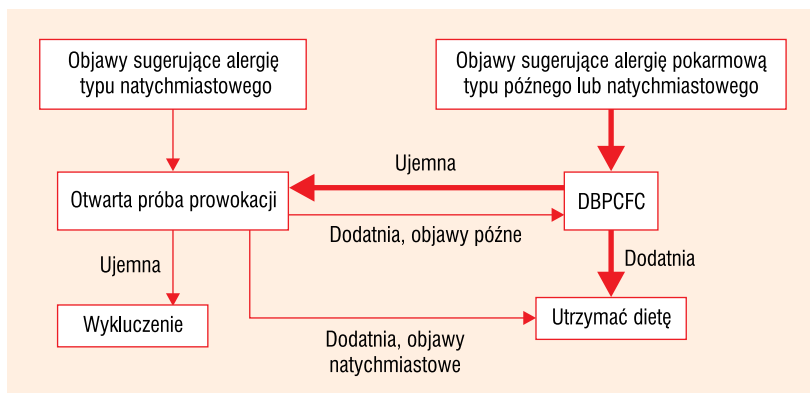 Objawy sugerujące alergię
typu natychmiastowego
Objawy sugerujące alergię pokarmową
typu późnego lub natychmiastowego
Ujemna
Otwarta próba prowokacji
DBPCFC
Dodatnia, objawy późne
Ujemna
Dodatnia
Wykluczenie
Utrzymać dietę
Dodatnia, objawy
natychmiastowe